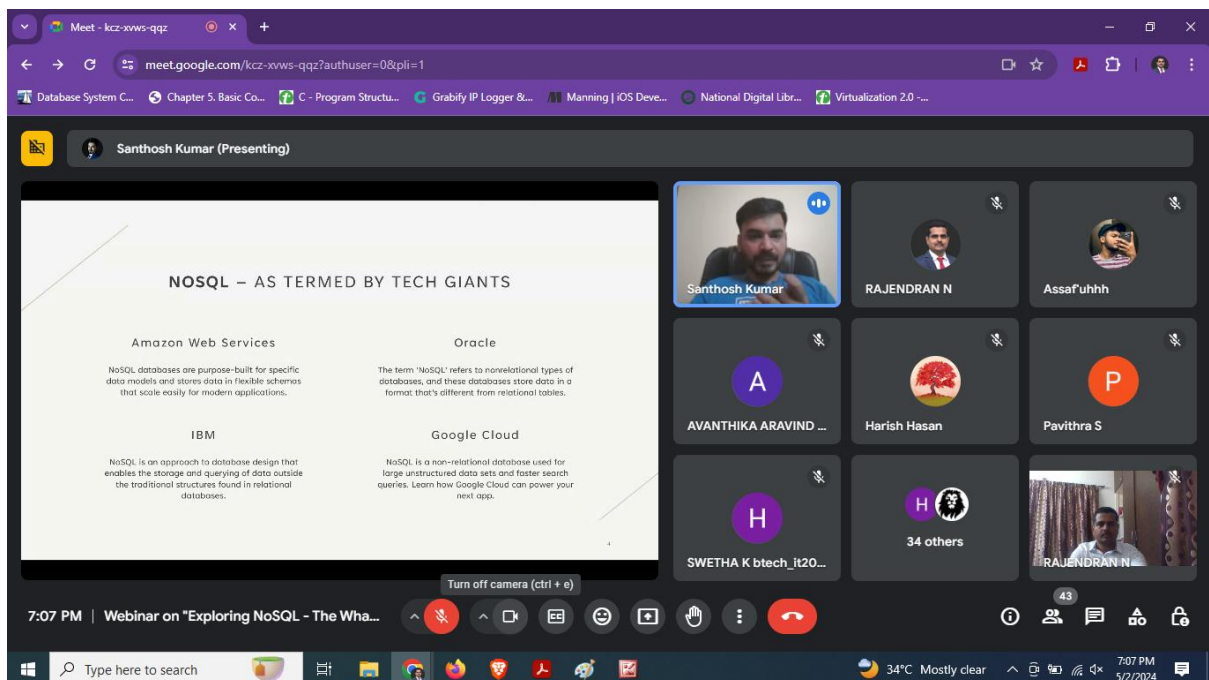 Meet - kcz-xvws-qqz
meet.google.com/kcz-xvws-qqz?authuser=0&pli=1
Database System C...
Chapter 5. Basic Co...
C - Program Structu...
Grabify IP Logger &...
Manning | iOS Deve...
National Digital Libr...
Virtualization 2.0 -...
Santhosh Kumar (Presenting)
NOSQL – AS TERMED BY TECH GIANTS
Amazon Web Services
NoSQL databases are purpose-built for specific
data models and stores data in flexible schemas
that scale easily for modern applications.
Oracle
The term 'NoSQL' refers to nonrelational types of
databases, and these databases store data in a
format that's different from relational tables.
IBM
NoSQL is an approach to database design that
enables the storage and querying of data outside
the traditional structures found in relational
databases.
Google Cloud
NoSQL is a non-relational database used for
large unstructured data sets and faster search
queries. Learn how Google Cloud can power your
next app.
4
Santhosh Kumar
RAJENDRAN N
Assaf'uhhh
A
AVANTHIKA ARAVIND ...
Harish Hasan
P
Pavithra S
H
SWETHA K btech_it20...
H
34 others
RAJENDRAN N
Turn off camera (ctrl + e)
7:07 PM | Webinar on "Exploring NoSQL - The Wha...
CC
43
Type here to search
34°C Mostly clear
7:07 PM
5/2/2024